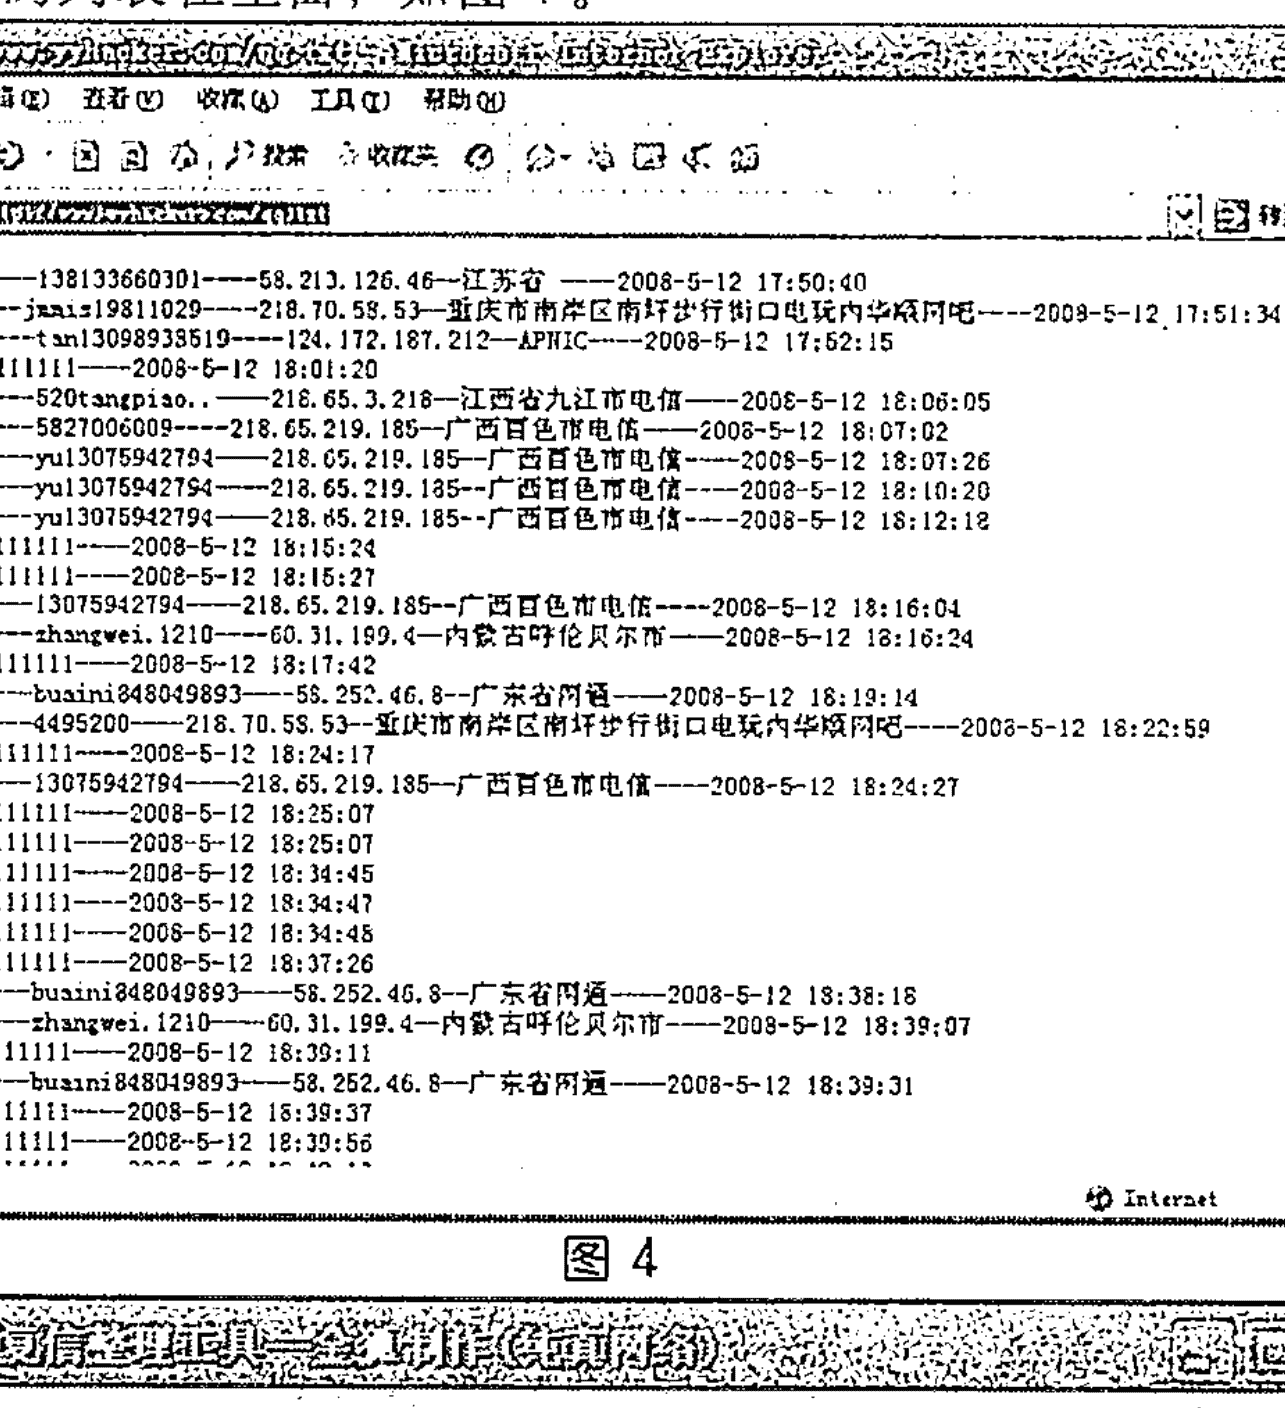 查看(V) 收藏(A) 工具(T) 帮助(H)
搜索 收藏夹
----138133660301----58.213.126.46--江苏省 ----2008-5-12 17:50:40
19811029----218.70.58.53--重庆市南岸区南坪步行街口电玩内华颂网吧----2008-5-12 17:51:34
---tan13098938519----124.172.187.212--APNIC----2008-5-12 17:52:15
111111----2008-5-12 18:01:20
---520tangpiao..----218.65.3.218--江西省九江市电信----2008-5-12 18:06:05
---5827006009----218.65.219.185--广西百色市电信----2008-5-12 18:07:02
---yu13075942794----218.65.219.185--广西百色市电信----2008-5-12 18:07:26
---yu13075942794----218.65.219.185--广西百色市电信----2008-5-12 18:10:20
---yu13075942794----218.65.219.185--广西百色市电信----2008-5-12 18:12:18
111111----2008-5-12 18:15:24
111111----2008-5-12 18:15:27
---13075942794----218.65.219.185--广西百色市电信----2008-5-12 18:16:04
---zhangwei.1210----60.31.199.4--内蒙古呼伦贝尔市----2008-5-12 18:16:24
111111----2008-5-12 18:17:42
---buaini848049893----58.252.46.8--广东省网通----2008-5-12 18:19:14
---4495200----218.70.58.53--重庆市南岸区南坪步行街口电玩内华颂网吧----2008-5-12 18:22:59
111111----2008-5-12 18:24:17
---13075942794----218.65.219.185--广西百色市电信----2008-5-12 18:24:27
111111----2008-5-12 18:25:07
111111----2008-5-12 18:25:07
11111----2008-5-12 18:34:45
11111----2008-5-12 18:34:47
11111----2008-5-12 18:34:48
11111----2008-5-12 18:37:26
---buaini848049893----58.252.46.8--广东省网通----2008-5-12 18:38:18
---zhangwei.1210----60.31.199.4--内蒙古呼伦贝尔市----2008-5-12 18:39:07
11111----2008-5-12 18:39:11
---buaini848049893----58.252.46.8--广东省网通----2008-5-12 18:39:31
11111----2008-5-12 18:39:37
11111----2008-5-12 18:39:56
Internet
图 4